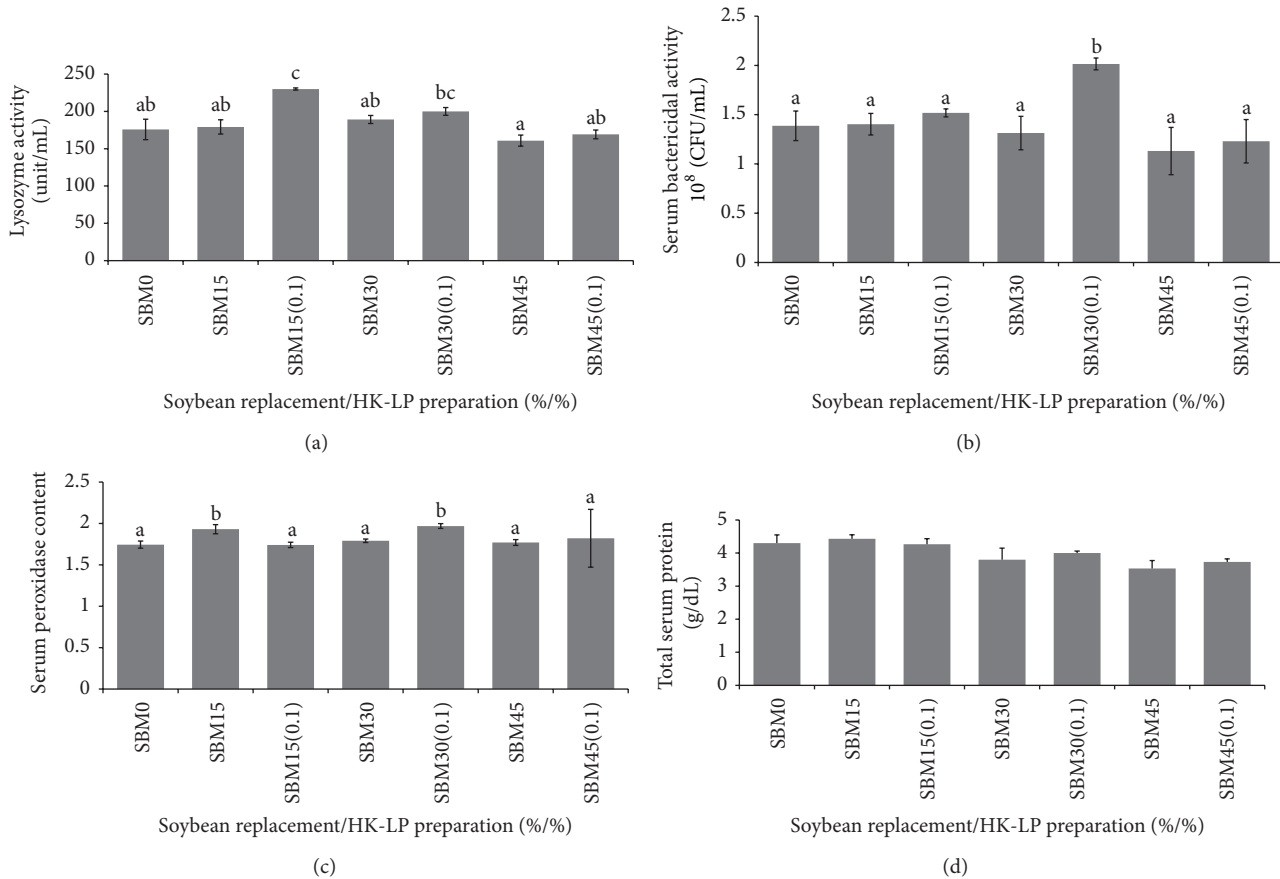 Lysozyme activity
(unit/mL)
250
200
150
100
50
0
ab
ab
c
ab
bc
a
ab
SBM0
SBM15
SBM15(0.1)
SBM30
SBM30(0.1)
SBM45
SBM45(0.1)
Soybean replacement/HK-LP preparation (%/%)
(a)
Serum bactericidal activity
10⁸ (CFU/mL)
2.5
2
1.5
1
0.5
0
a
a
a
a
b
a
a
SBM0
SBM15
SBM15(0.1)
SBM30
SBM30(0.1)
SBM45
SBM45(0.1)
Soybean replacement/HK-LP preparation (%/%)
(b)
Serum peroxidase content
2.5
2
1.5
1
0.5
0
a
b
a
a
b
a
a
SBM0
SBM15
SBM15(0.1)
SBM30
SBM30(0.1)
SBM45
SBM45(0.1)
Soybean replacement/HK-LP preparation (%/%)
(c)
Total serum protein
(g/dL)
5
4
3
2
1
0
SBM0
SBM15
SBM15(0.1)
SBM30
SBM30(0.1)
SBM45
SBM45(0.1)
Soybean replacement/HK-LP preparation (%/%)
(d)